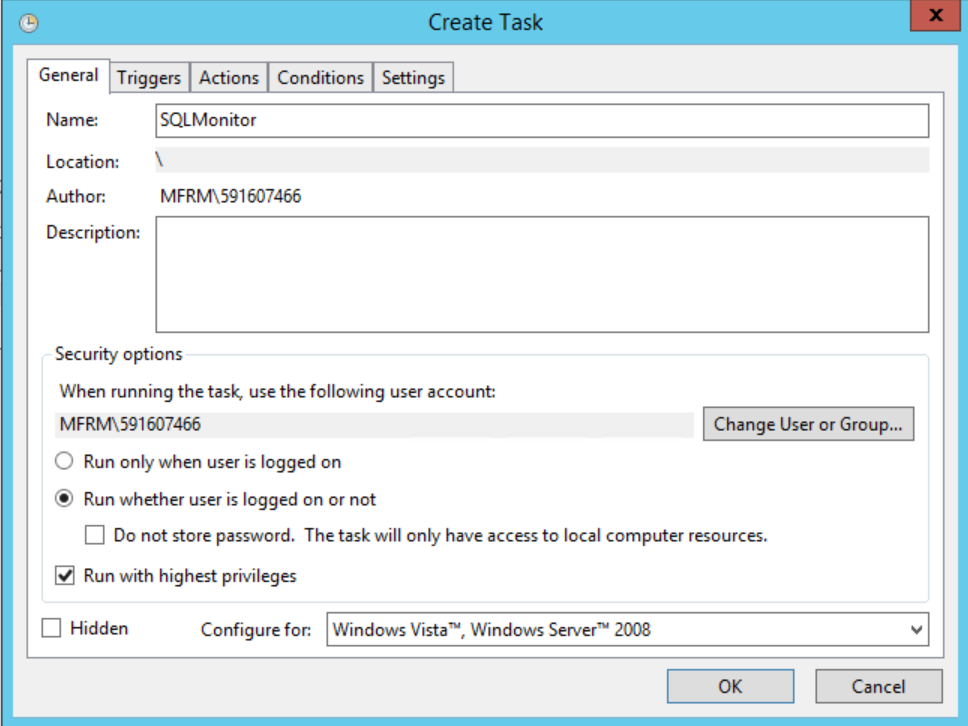 Create Task
General Triggers Actions Conditions Settings
Name: SQLMonitor
Location: \
Author: MFRM\591607466
Description:
Security options
When running the task, use the following user account:
MFRM\591607466 Change User or Group...
Run only when user is logged on
Run whether user is logged on or not
Do not store password. The task will only have access to local computer resources.
Run with highest privileges
Hidden Configure for: Windows Vista™, Windows Server™ 2008
OK Cancel